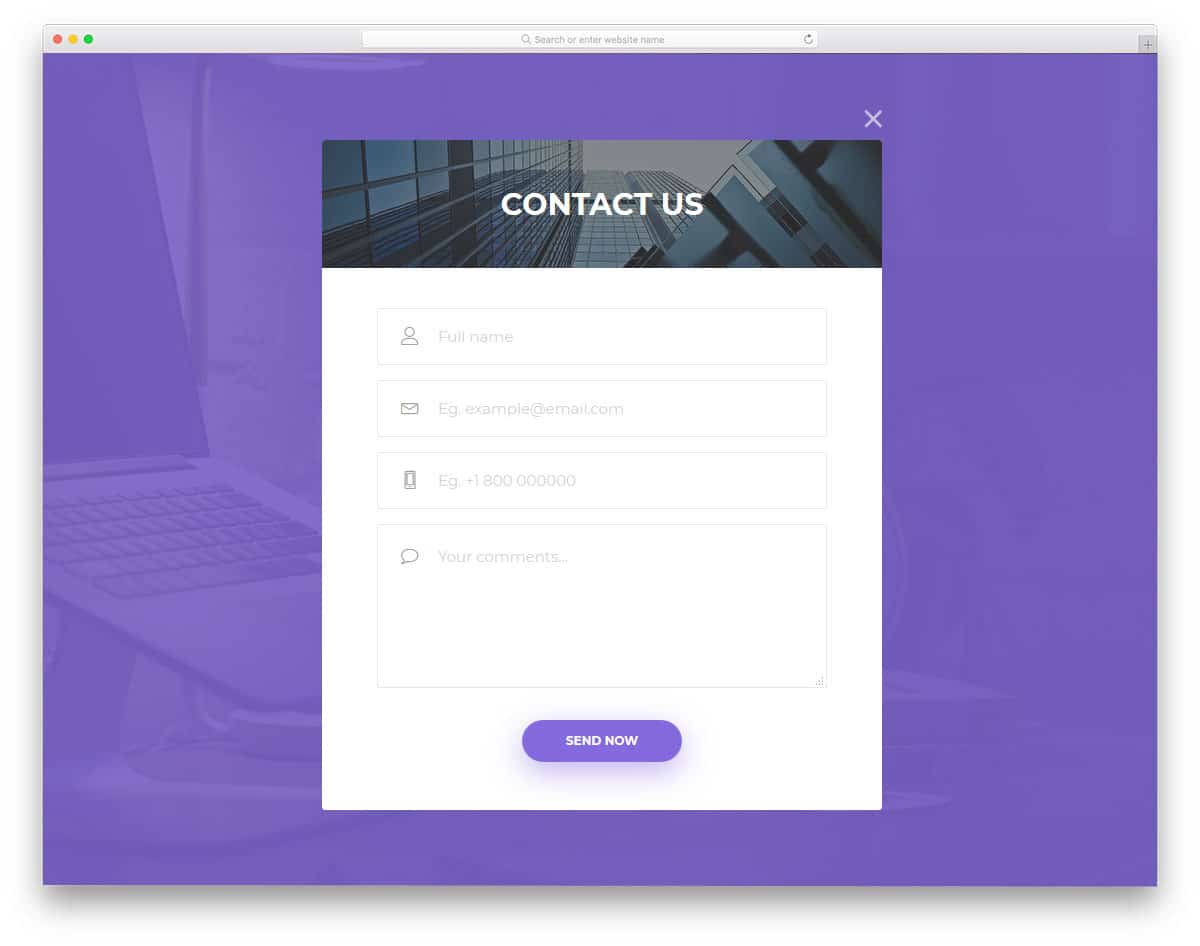 Search or enter website name
CONTACT US
Full name
Eg. example@email.com
Eg. +1 800 000000
Your comments...
SEND NOW